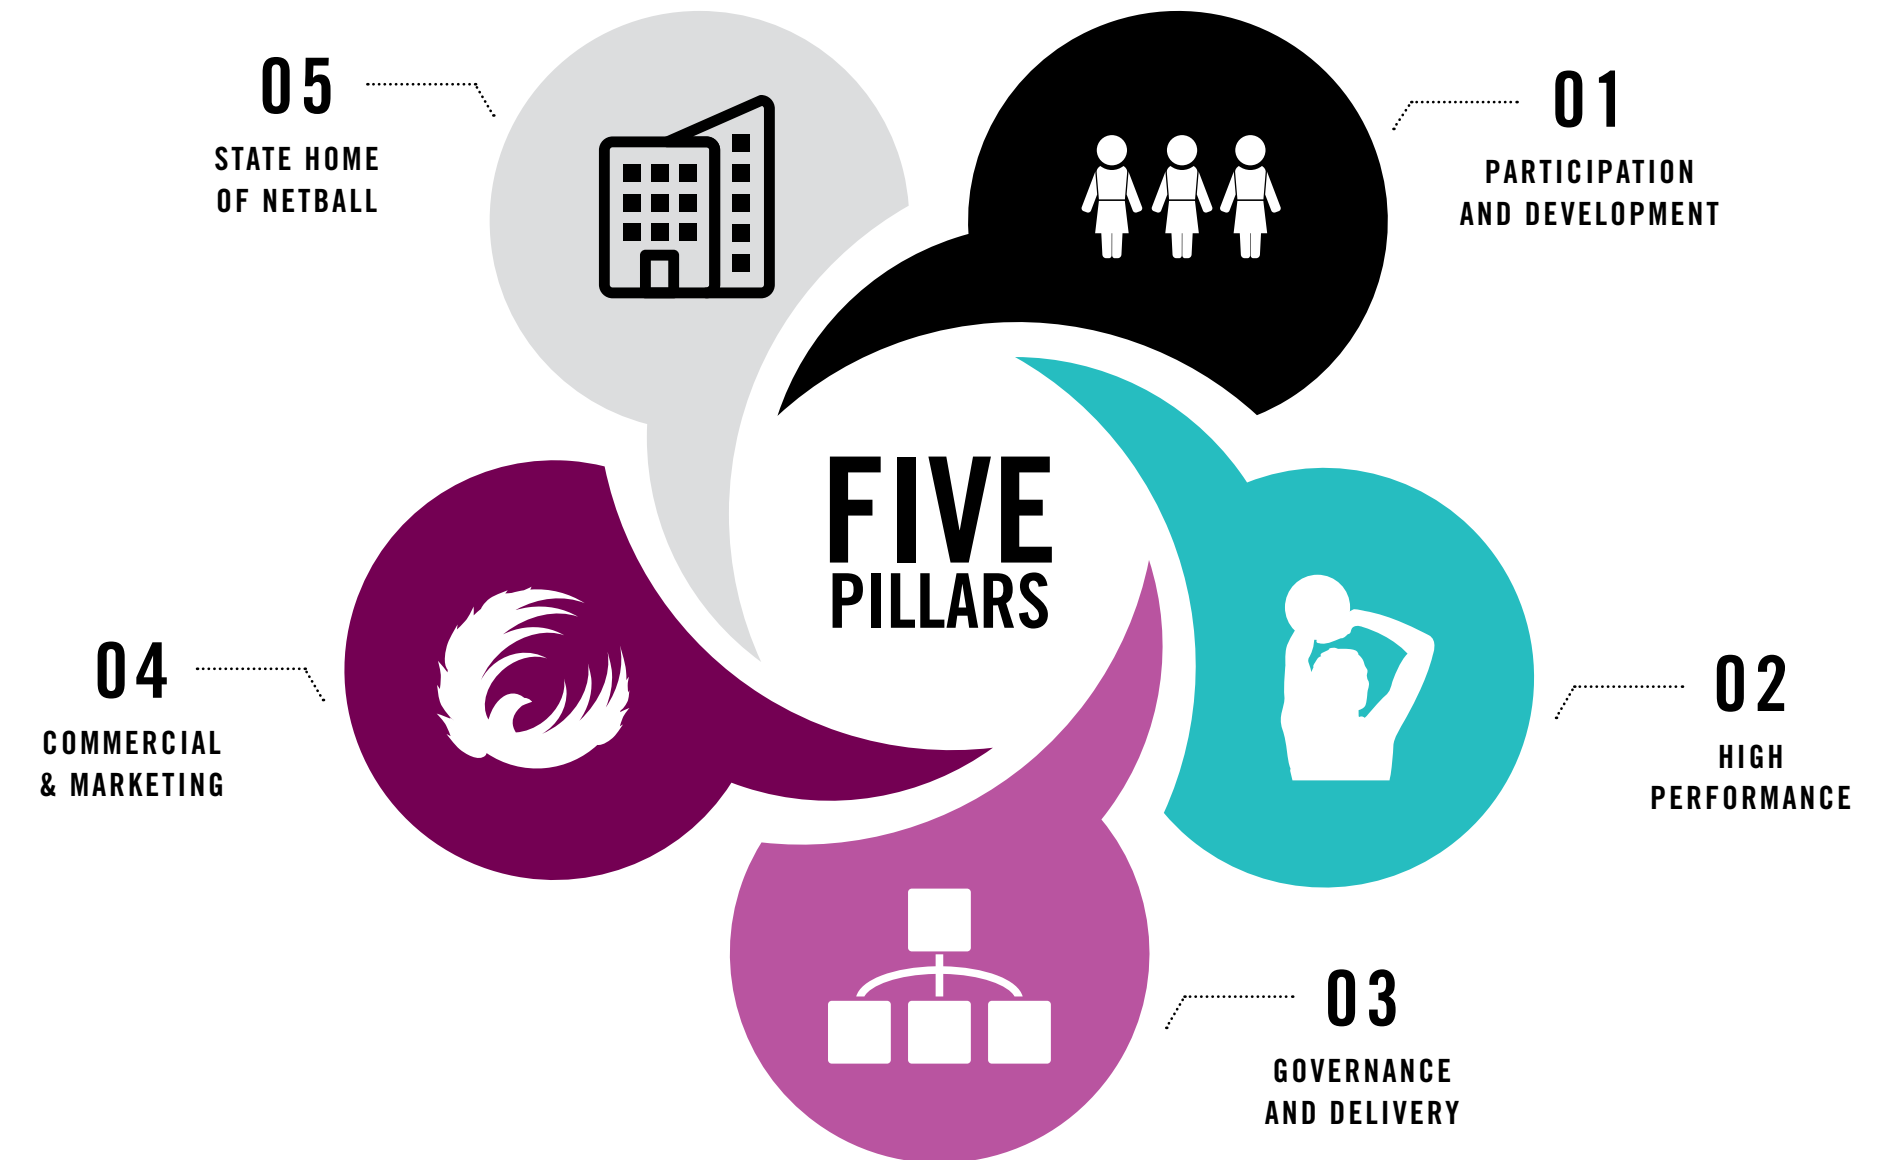 FIVE
PILLARS
01
PARTICIPATION
AND DEVELOPMENT
02
HIGH
PERFORMANCE
03
GOVERNANCE
AND DELIVERY
04
COMMERCIAL
& MARKETING
05
STATE HOME
OF NETBALL